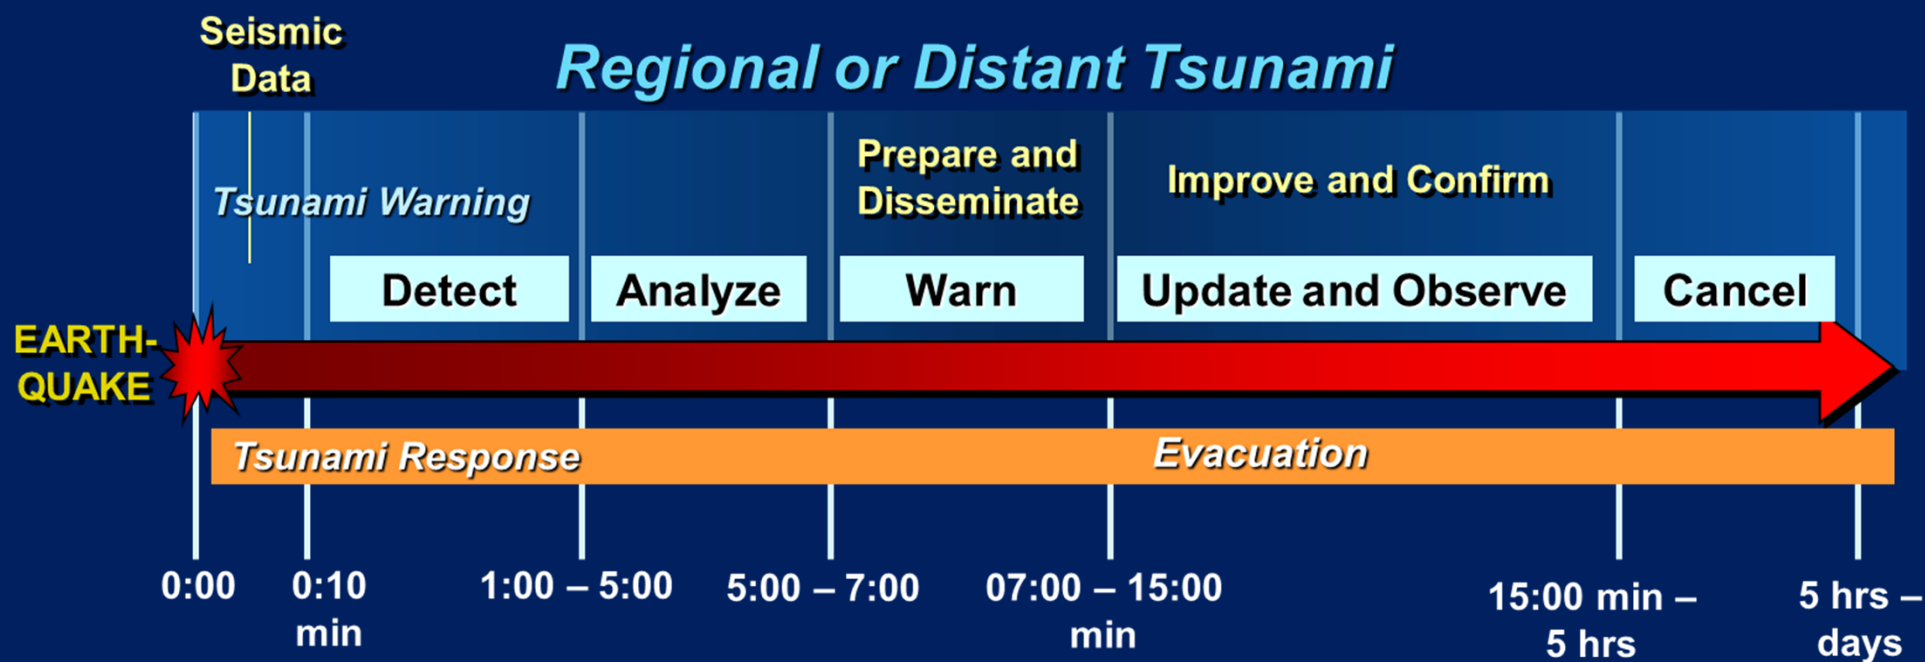 Seismic
Data
Regional or Distant Tsunami
Tsunami Warning
Prepare and
Disseminate
Improve and Confirm
Detect
Analyze
Warn
Update and Observe
Cancel
EARTH-
QUAKE
Tsunami Response
Evacuation
0:00
0:10
min
1:00 – 5:00
5:00 – 7:00
07:00 – 15:00
min
15:00 min –
5 hrs
5 hrs –
days